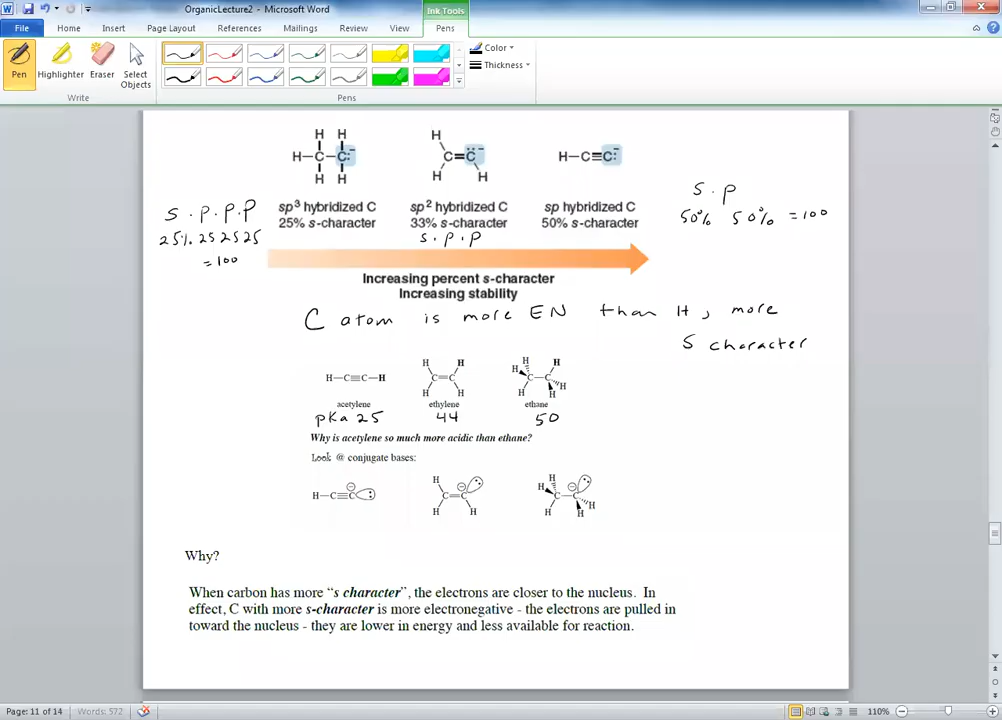 OrganicLecture2 - Microsoft Word
Ink Tools
File Home Insert Page Layout References Mailings Review View Pens
Pen Highlighter Eraser Select Objects
Color
Thickness
Write
Pens
H H
H–C–C:⁻
H H
H
C=C̈⁻
H H
H–C≡C:⁻
sp³ hybridized C
25% s-character
sp² hybridized C
33% s-character
sp hybridized C
50% s-character
s . p . p . p
25% 25 25 25
= 100
s . p . p
s . p
50% 50% = 100
Increasing percent s-character
Increasing stability
C atom is more EN than H, more
s character
H–C≡C–H
H H
C=C
H H
H H
H C–C H
H H
acetylene
ethylene
ethane
pKa 25
44
50
Why is acetylene so much more acidic than ethane?
Look @ conjugate bases:
H–C≡C
H
C=C
H H
H
H C–C H
H H
Why?
When carbon has more “s character”, the electrons are closer to the nucleus. In
effect, C with more s-character is more electronegative - the electrons are pulled in
toward the nucleus - they are lower in energy and less available for reaction.
Page: 11 of 14 Words: 572 110%